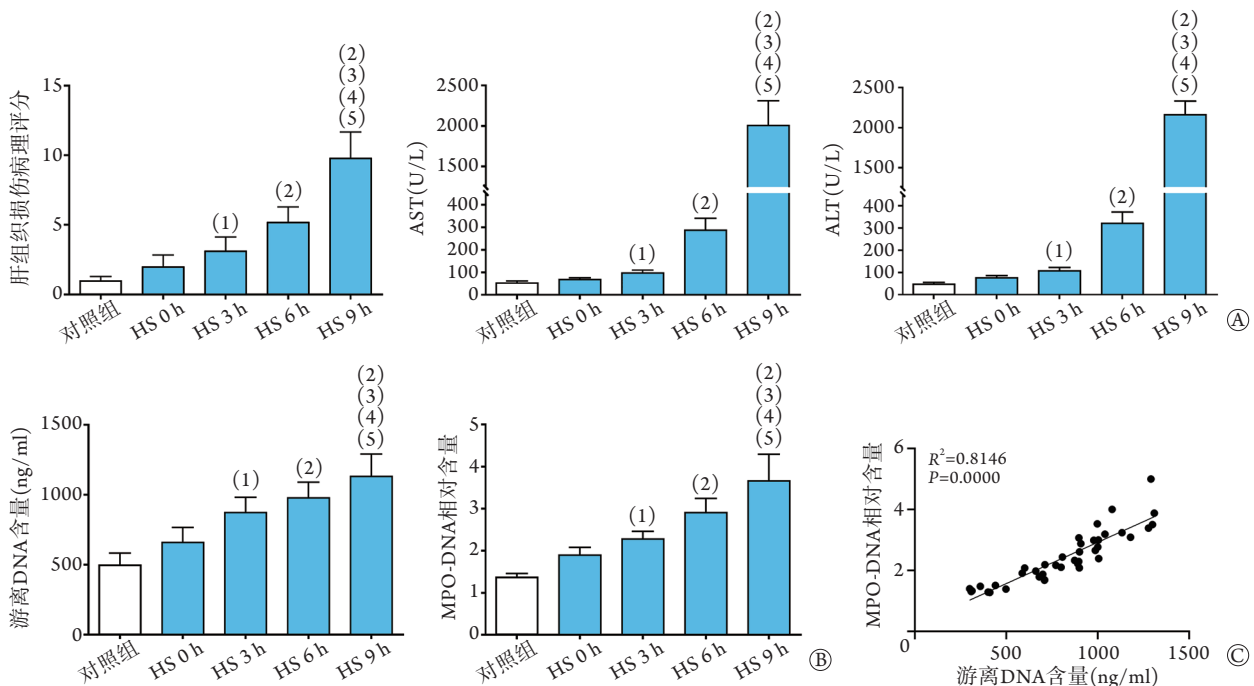 肝组织损伤病理评分
15
10
5
0
(1)
(2)
(2)
(3)
(4)
(5)
对照组
HS 0 h
HS 3 h
HS 6 h
HS 9 h
AST(U/L)
2500
2000
1500
400
300
200
100
0
(1)
(2)
(2)
(3)
(4)
(5)
对照组
HS 0 h
HS 3 h
HS 6 h
HS 9 h
ALT(U/L)
2500
2000
1500
400
300
200
100
0
(1)
(2)
(2)
(3)
(4)
(5)
对照组
HS 0 h
HS 3 h
HS 6 h
HS 9 h
Ⓐ
游离DNA含量(ng/ml)
1500
1000
500
0
(1)
(2)
(2)
(3)
(4)
(5)
对照组
HS 0 h
HS 3 h
HS 6 h
HS 9 h
MPO-DNA相对含量
5
4
3
2
1
0
(1)
(2)
(2)
(3)
(4)
(5)
对照组
HS 0 h
HS 3 h
HS 6 h
HS 9 h
Ⓑ
MPO-DNA相对含量
6
4
2
R²=0.8146
P=0.0000
0
500
1000
1500
游离DNA含量(ng/ml)
Ⓒ